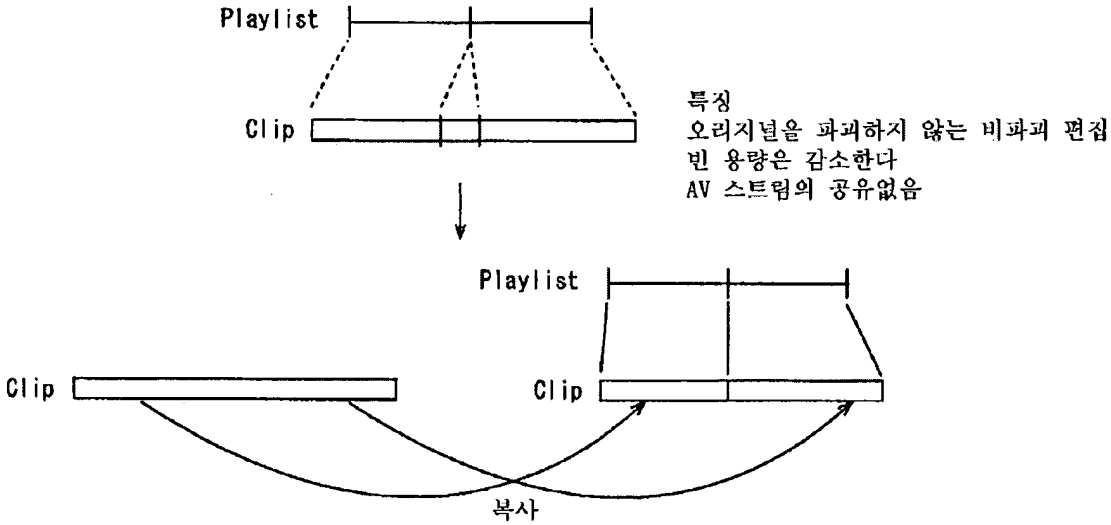 Playlist
Clip
특징
오리지널을 파괴하지 않는 비파괴 편집
빈 용량은 감소한다
AV 스트림의 공유없음
Playlist
Clip
Clip
복사